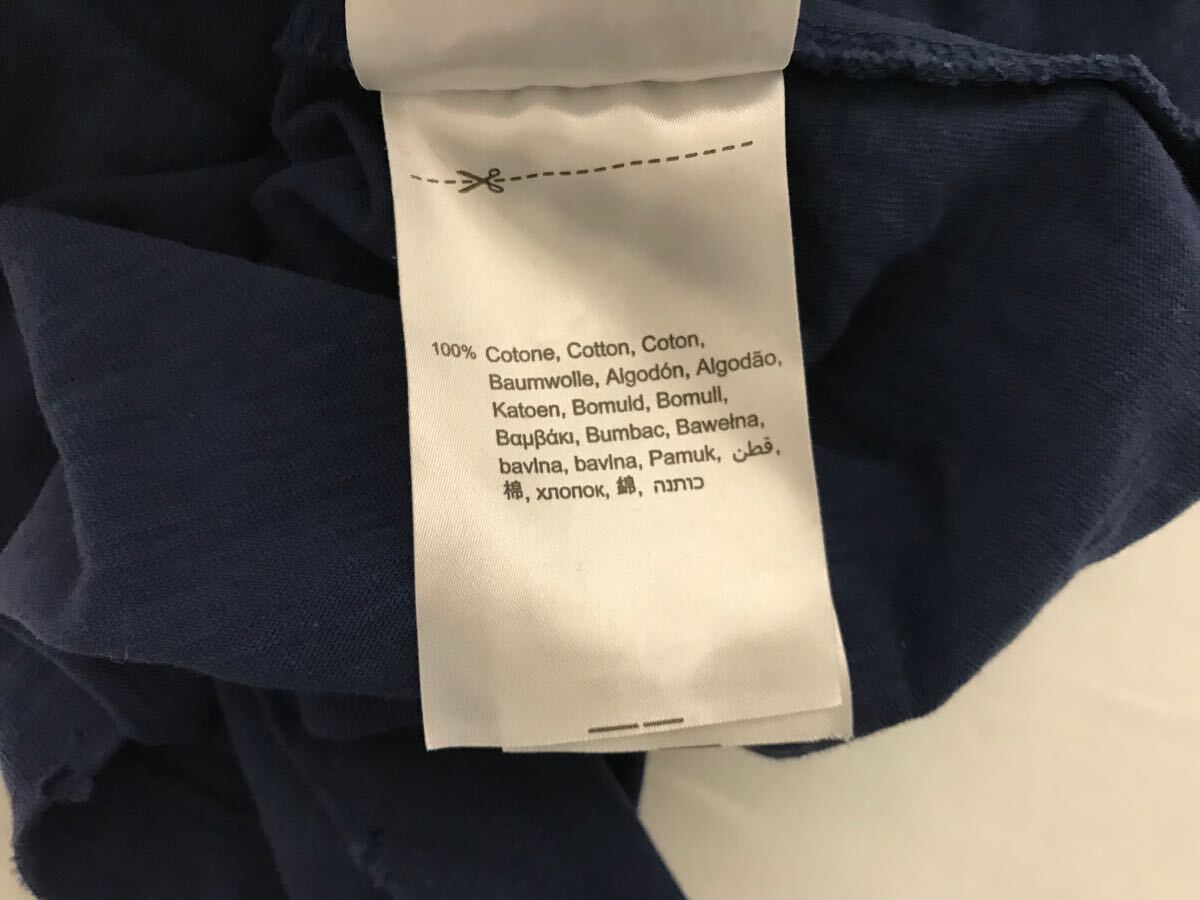 100% Cotone, Cotton, Coton,
Baumwolle, Algodón, Algodão,
Katoen, Bomuld, Bomull,
Βαμβάκι, Bumbac, Bawełna,
bavlna, bavlna, Pamuk, قطن,
棉, хлопок, 錦, כותנה